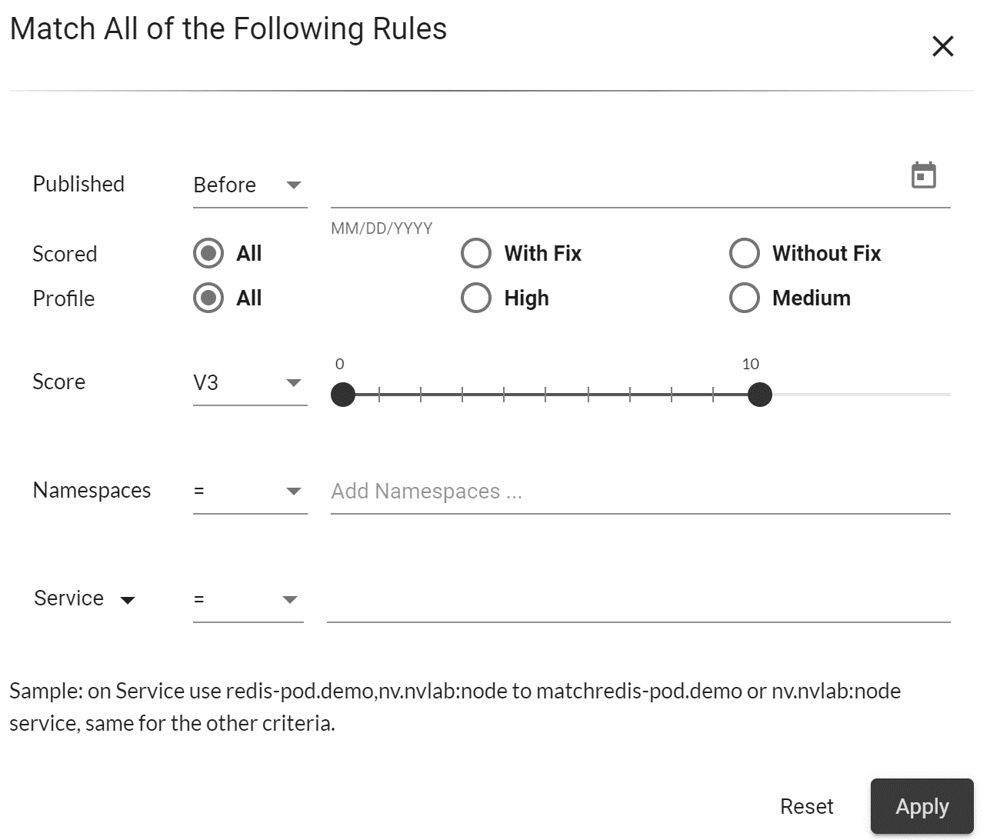 Match All of the Following Rules
Published Before
MM/DD/YYYY
Scored All With Fix Without Fix
Profile All High Medium
0 10
Score V3
Namespaces = Add Namespaces ...
Service =
Sample: on Service use redis-pod.demo,nv.nvlab:node to matchredis-pod.demo or nv.nvlab:node
service, same for the other criteria.
Reset Apply